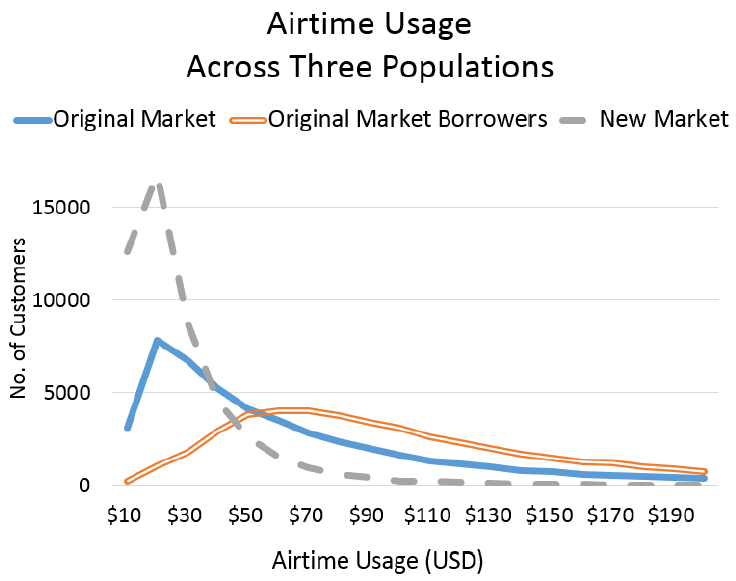 Airtime Usage
Across Three Populations
Original Market Original Market Borrowers New Market
15000
10000
5000
0
No. of Customers
$10 $30 $50 $70 $90 $110 $130 $150 $170 $190
Airtime Usage (USD)